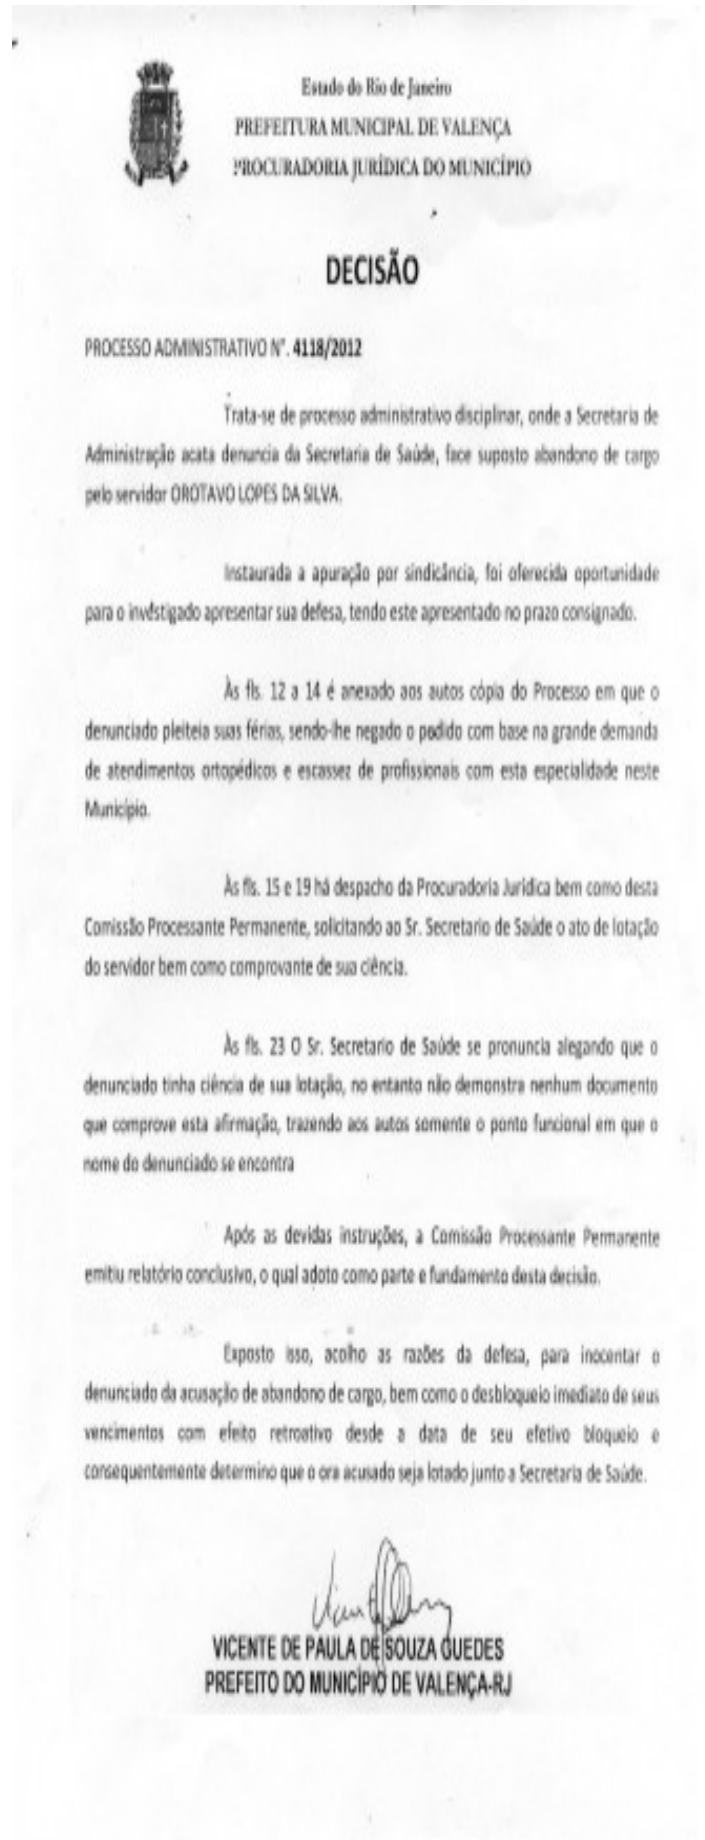 Estado do Rio de Janeiro
PREFEITURA MUNICIPAL DE VALENÇA
PROCURADORIA JURÍDICA DO MUNICÍPIO
DECISÃO
PROCESSO ADMINISTRATIVO N°. 4118/2012
Trata-se de processo administrativo disciplinar, onde a Secretaria de
Administração acata denuncia da Secretaria de Saúde, face suposto abandono de cargo
pelo servidor OROTAVO LOPES DA SILVA.
Instaurada a apuração por sindicância, foi oferecida oportunidade
para o investigado apresentar sua defesa, tendo este apresentado no prazo consignado.
Às fls. 12 a 14 é anexado aos autos cópia do Processo em que o
denunciado pleiteia suas férias, sendo-lhe negado o pedido com base na grande demanda
de atendimentos ortopédicos e escassez de profissionais com esta especialidade neste
Município.
Às fls. 15 e 19 há despacho da Procuradoria Juridica bem como desta
Comissão Processante Permanente, solicitando ao Sr. Secretario de Saúde o ato de lotação
do servidor bem como comprovante de sua ciência.
Às fls. 23 O Sr. Secretario de Saúde se pronuncia alegando que o
denunciado tinha ciência de sua lotação, no entanto não demonstra nenhum documento
que comprove esta afirmação, trazendo aos autos somente o ponto funcional em que o
nome do denunciado se encontra
Após as devidas instruções, a Comissão Processante Permanente
emitiu relatório conclusivo, o qual adoto como parte e fundamento desta decisão.
Exposto isso, acolho as razões da defesa, para inocentar o
denunciado da acusação de abandono de cargo, bem como o desbloqueio imediato de seus
vencimentos com efeito retroativo desde a data de seu efetivo bloqueio e
consequentemente determino que o ora acusado seja lotado junto a Secretaria de Saúde.
VICENTE DE PAULA DE SOUZA GUEDES
PREFEITO DO MUNICÍPIO DE VALENÇA-RJ